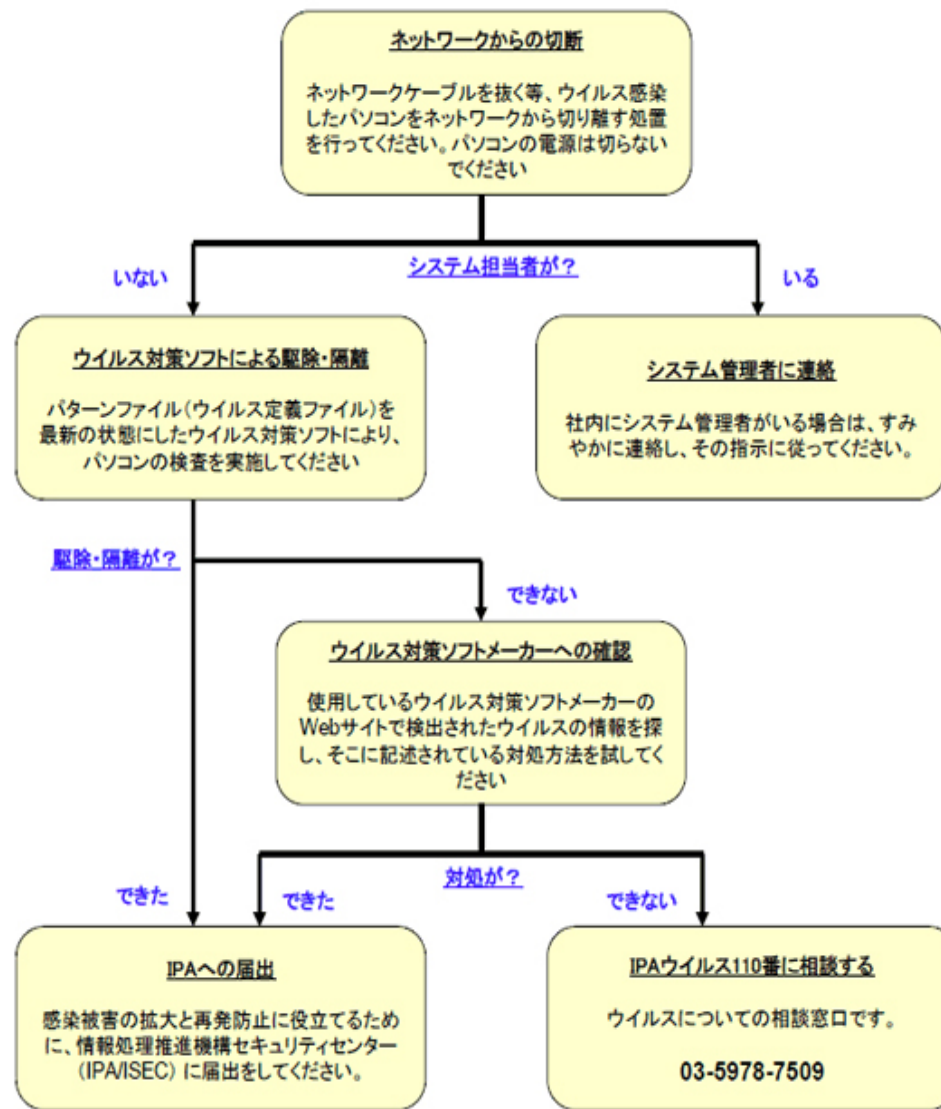 ネットワークからの切断
ネットワークケーブルを抜く等、ウイルス感染
したパソコンをネットワークから切り離す処置
を行ってください。パソコンの電源は切らない
でください
いない
システム担当者が？
いる
ウイルス対策ソフトによる駆除・隔離
パターンファイル（ウイルス定義ファイル）を
最新の状態にしたウイルス対策ソフトにより、
パソコンの検査を実施してください
システム管理者に連絡
社内にシステム管理者がいる場合は、すみ
やかに連絡し、その指示に従ってください。
駆除・隔離が？
できない
ウイルス対策ソフトメーカーへの確認
使用しているウイルス対策ソフトメーカーの
Webサイトで検出されたウイルスの情報を探
し、そこに記述されている対処方法を試してく
ださい
できた
できた
対処が？
できない
IPAへの届出
感染被害の拡大と再発防止に役立てるため
に、情報処理推進機構セキュリティセンター
（IPA/ISEC）に届出をしてください。
IPAウイルス110番に相談する
ウイルスについての相談窓口です。
03-5978-7509